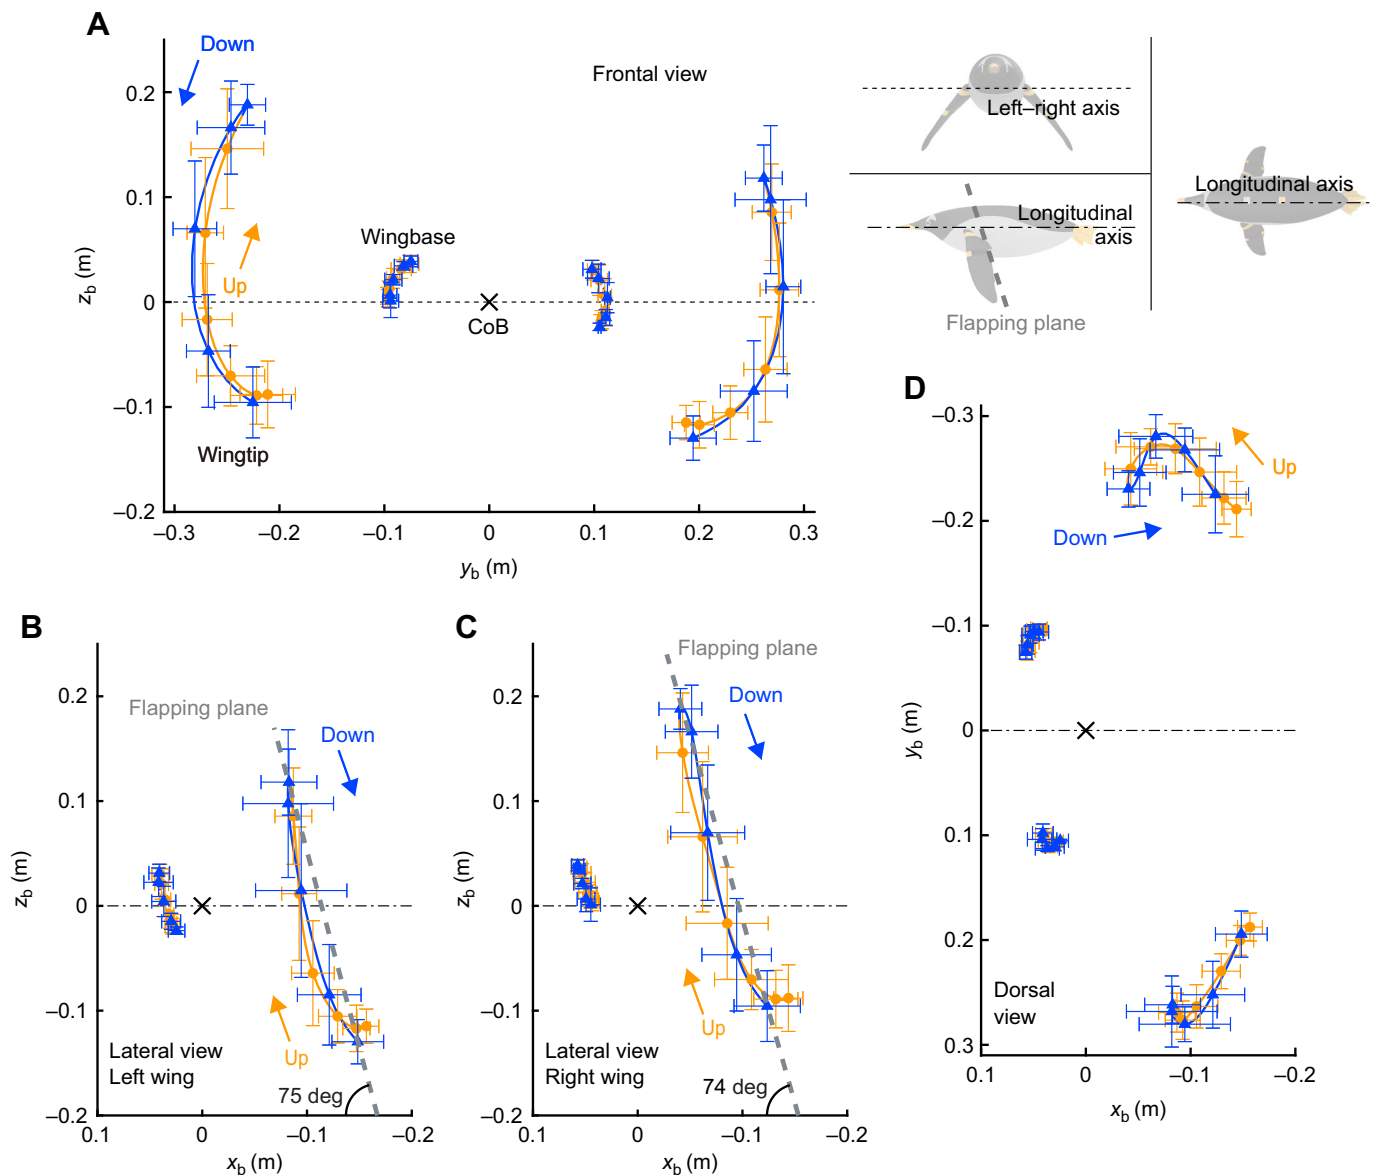 A
Down
Frontal view
0.2
0.1
0
–0.1
–0.2
z_b (m)
Up
Wingbase
CoB
Wingtip
–0.3
–0.2
–0.1
0
0.1
0.2
0.3
y_b (m)
Left–right axis
Longitudinal
axis
Flapping plane
Longitudinal axis
B
Flapping plane
Down
0.2
0.1
0
–0.1
–0.2
z_b (m)
Up
Lateral view
Left wing
75 deg
0.1
0
–0.1
–0.2
x_b (m)
C
Flapping plane
Down
0.2
0.1
0
–0.1
–0.2
z_b (m)
Up
Lateral view
Right wing
74 deg
0.1
0
–0.1
–0.2
x_b (m)
D
–0.3
–0.2
–0.1
0
0.1
0.2
0.3
y_b (m)
Up
Down
Dorsal
view
0.1
0
–0.1
–0.2
x_b (m)